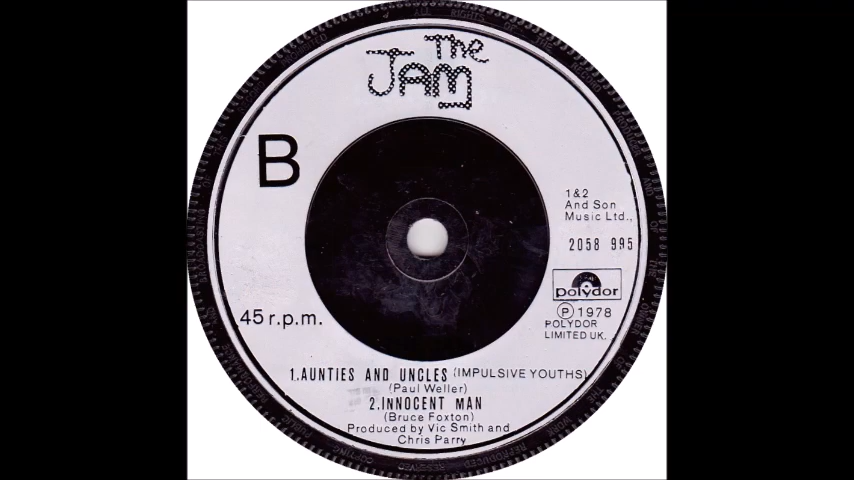 The
JAM
B
1&2
And Son
Music Ltd.,
2058 995
polydor
℗ 1978
POLYDOR
LIMITED UK.
45 r.p.m.
1.AUNTIES AND UNCLES (IMPULSIVE YOUTHS)
(Paul Weller)
2.INNOCENT MAN
(Bruce Foxton)
Produced by Vic Smith and
Chris Parry